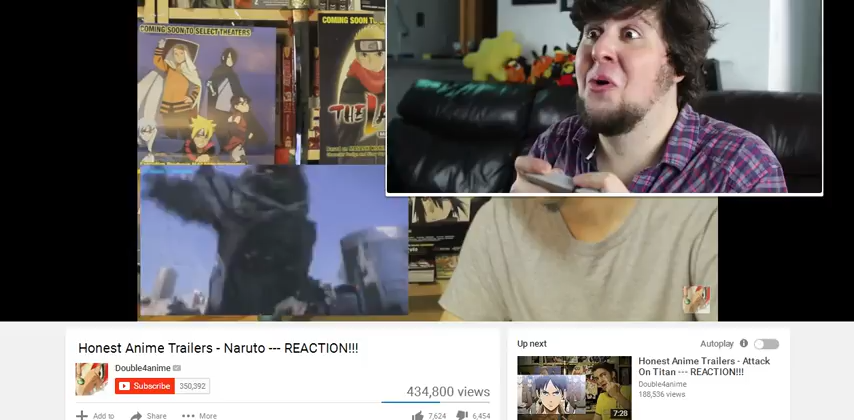 COMING SOON TO SELECT THEATERS
COMING SOON TO
THE LA
Honest Anime Trailers - Naruto --- REACTION!!!
Double4anime
Subscribe 350,392
434,800 views
Add to Share More
7,624 6,454
Up next
Autoplay
Honest Anime Trailers - Attack
On Titan --- REACTION!!!
Double4anime
188,536 views
7:28